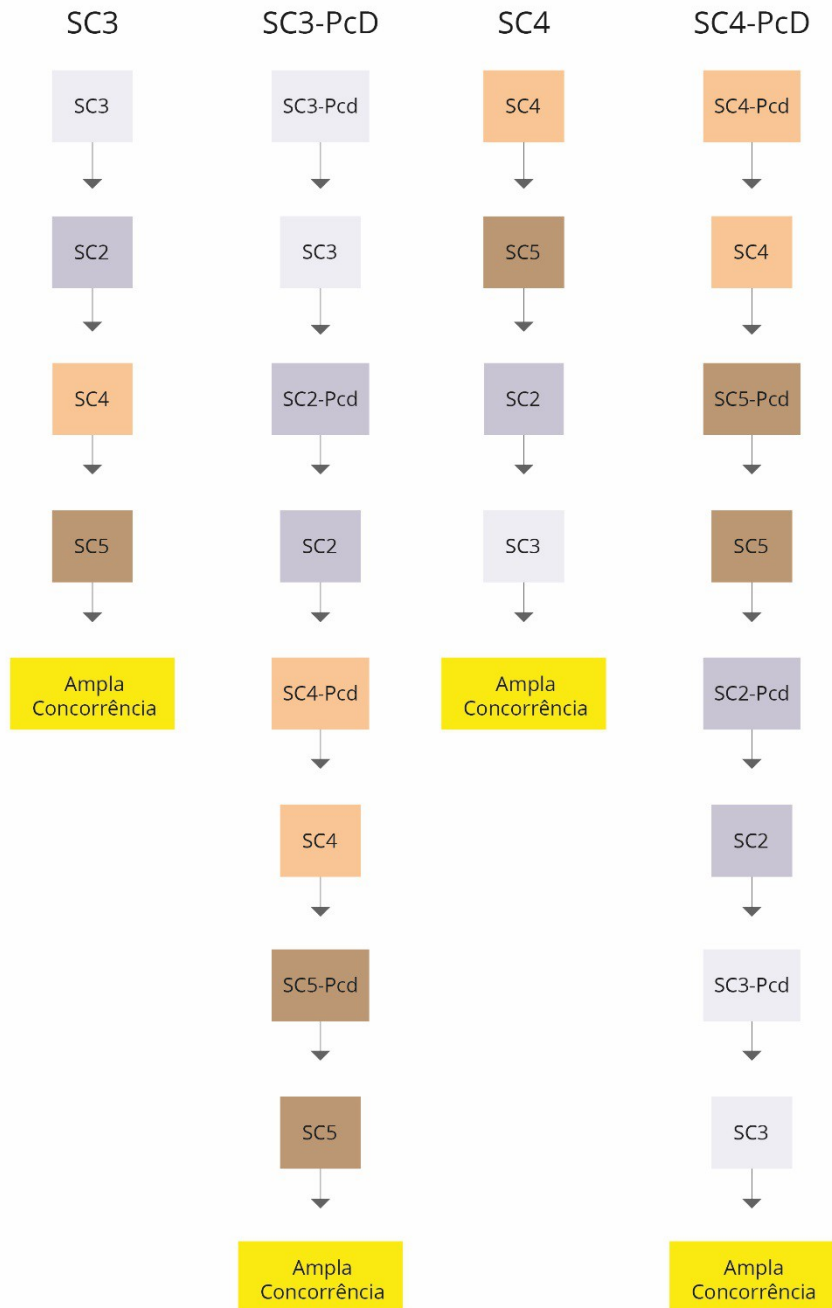 SC3
SC3
SC2
SC4
SC5
Ampla
Concorrência
SC3-PcD
SC3-Pcd
SC3
SC2-Pcd
SC2
SC4-Pcd
SC4
SC5-Pcd
SC5
Ampla
Concorrência
SC4
SC4
SC5
SC2
SC3
Ampla
Concorrência
SC4-PcD
SC4-Pcd
SC4
SC5-Pcd
SC5
SC2-Pcd
SC2
SC3-Pcd
SC3
Ampla
Concorrência